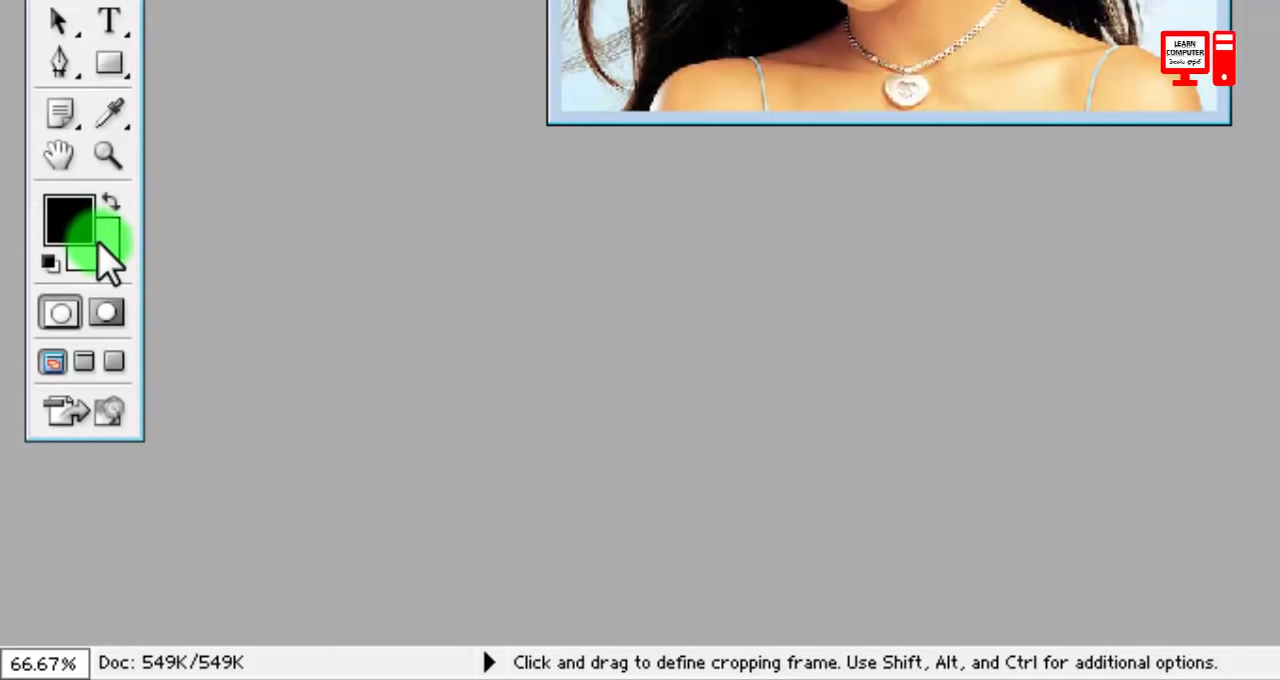 T
LEARN
COMPUTER
66.67% Doc: 549K/549K Click and drag to define cropping frame. Use Shift, Alt, and Ctrl for additional options.